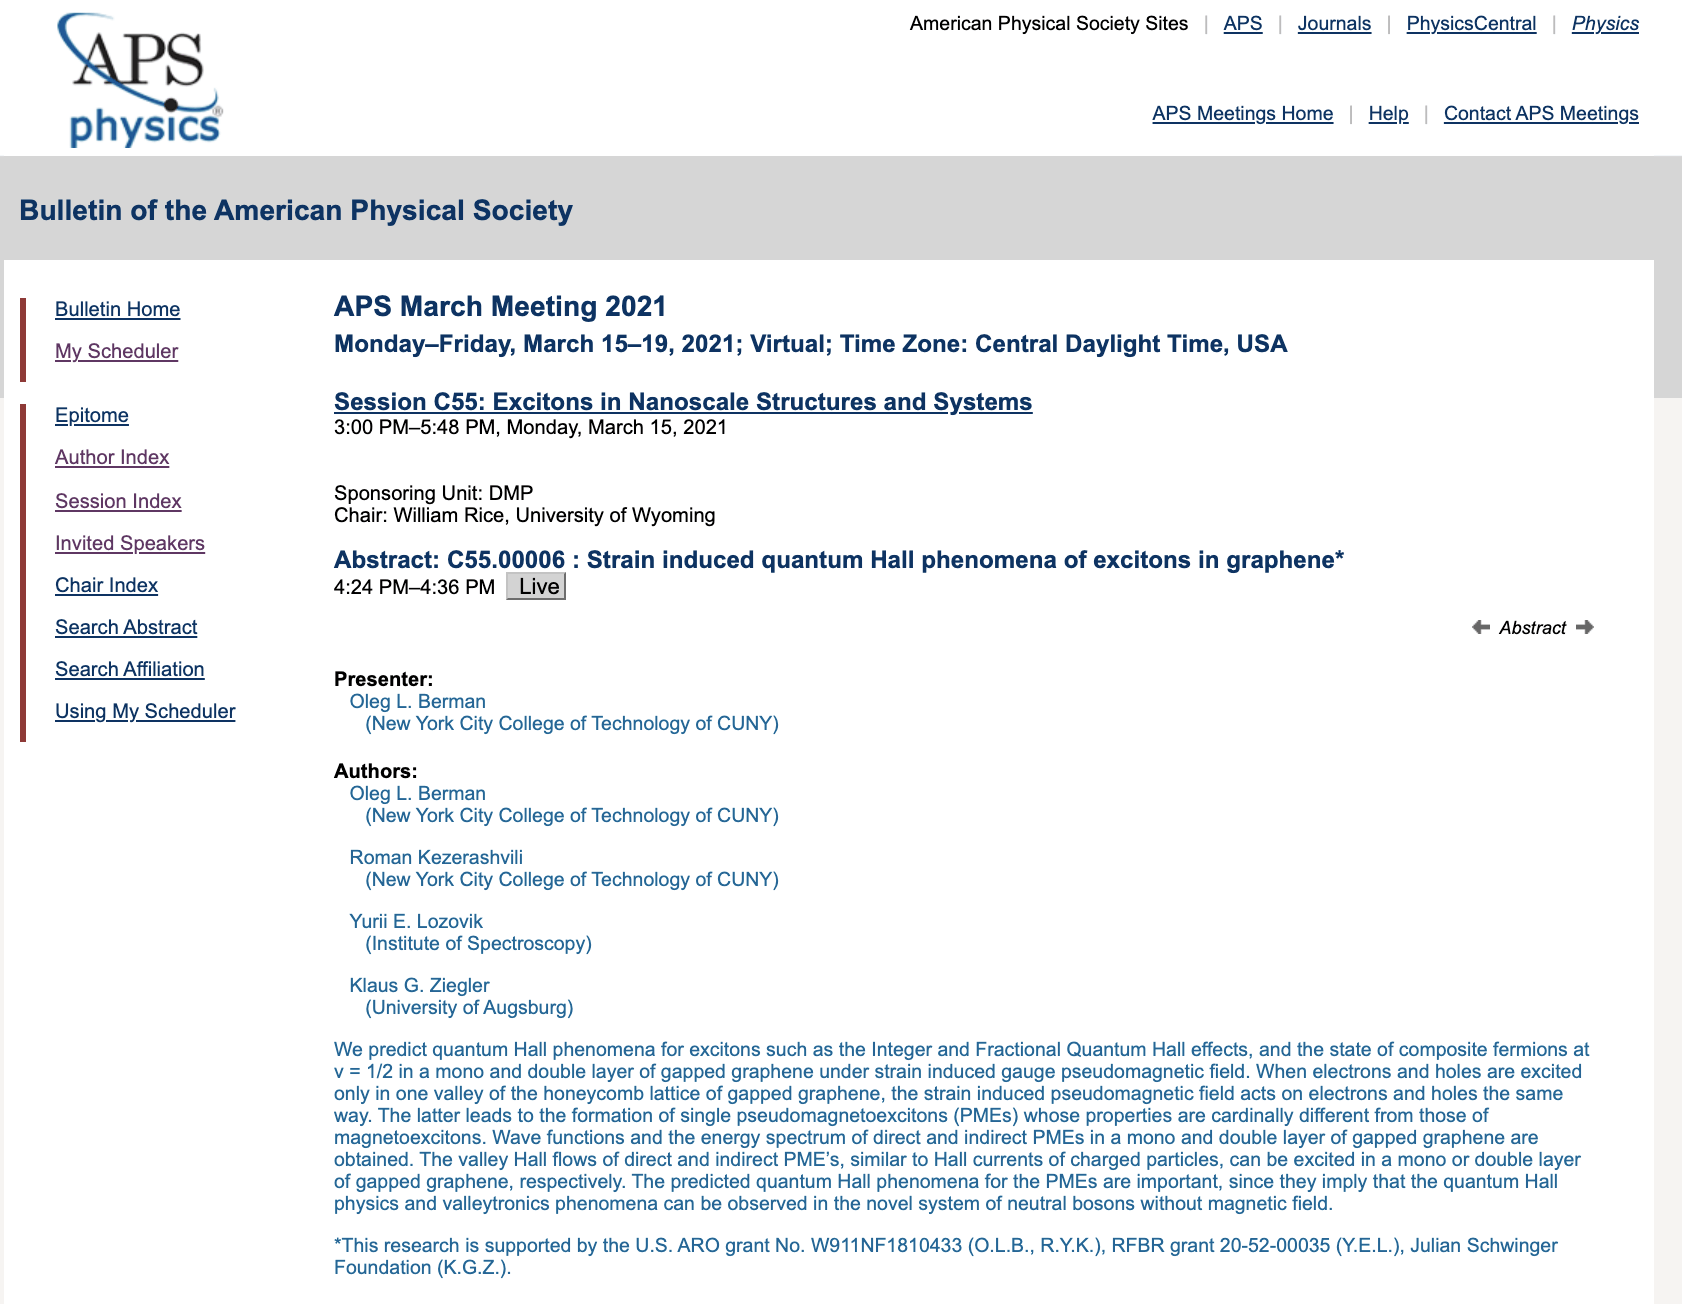 APS
physics®
American Physical Society Sites | APS | Journals | PhysicsCentral | Physics
APS Meetings Home | Help | Contact APS Meetings
Bulletin of the American Physical Society
Bulletin Home
My Scheduler
Epitome
Author Index
Session Index
Invited Speakers
Chair Index
Search Abstract
Search Affiliation
Using My Scheduler
APS March Meeting 2021
Monday–Friday, March 15–19, 2021; Virtual; Time Zone: Central Daylight Time, USA
Session C55: Excitons in Nanoscale Structures and Systems
3:00 PM–5:48 PM, Monday, March 15, 2021
Sponsoring Unit: DMP
Chair: William Rice, University of Wyoming
Abstract: C55.00006 : Strain induced quantum Hall phenomena of excitons in graphene*
4:24 PM–4:36 PM Live
Abstract
Presenter:
Oleg L. Berman
(New York City College of Technology of CUNY)
Authors:
Oleg L. Berman
(New York City College of Technology of CUNY)
Roman Kezerashvili
(New York City College of Technology of CUNY)
Yurii E. Lozovik
(Institute of Spectroscopy)
Klaus G. Ziegler
(University of Augsburg)
We predict quantum Hall phenomena for excitons such as the Integer and Fractional Quantum Hall effects, and the state of composite fermions at
ν = 1/2 in a mono and double layer of gapped graphene under strain induced gauge pseudomagnetic field. When electrons and holes are excited
only in one valley of the honeycomb lattice of gapped graphene, the strain induced pseudomagnetic field acts on electrons and holes the same
way. The latter leads to the formation of single pseudomagnetoexcitons (PMEs) whose properties are cardinally different from those of
magnetoexcitons. Wave functions and the energy spectrum of direct and indirect PMEs in a mono and double layer of gapped graphene are
obtained. The valley Hall flows of direct and indirect PME’s, similar to Hall currents of charged particles, can be excited in a mono or double layer
of gapped graphene, respectively. The predicted quantum Hall phenomena for the PMEs are important, since they imply that the quantum Hall
physics and valleytronics phenomena can be observed in the novel system of neutral bosons without magnetic field.
*This research is supported by the U.S. ARO grant No. W911NF1810433 (O.L.B., R.Y.K.), RFBR grant 20-52-00035 (Y.E.L.), Julian Schwinger
Foundation (K.G.Z.).